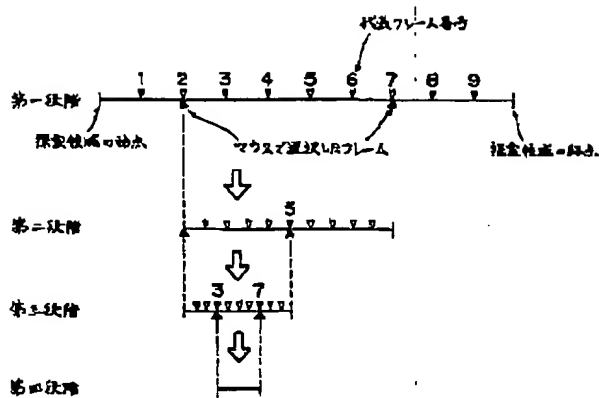 代表フレーム番号
1 2 3 4 5 6 7 8 9
第一段階
探索領域の始点
マウスで選択したフレーム
探索領域の終点
5
第二段階
3 7
第三段階
第四段階